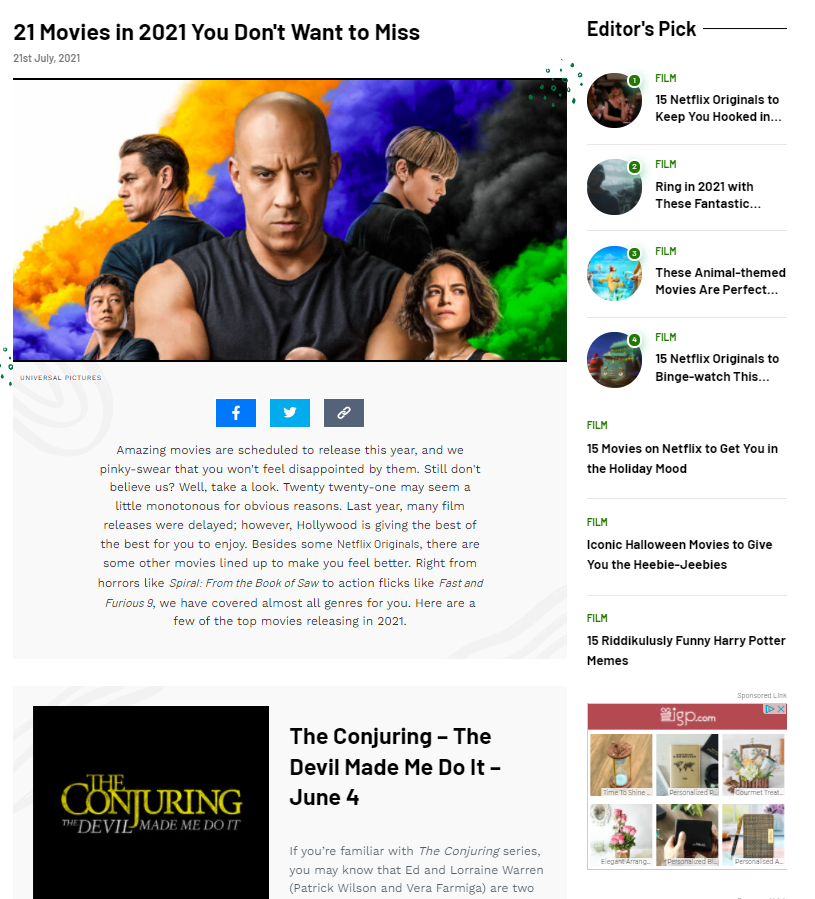 21 Movies in 2021 You Don't Want to Miss
21st July, 2021
UNIVERSAL PICTURES
Amazing movies are scheduled to release this year, and we
pinky-swear that you won't feel disappointed by them. Still don't
believe us? Well, take a look. Twenty twenty-one may seem a
little monotonous for obvious reasons. Last year, many film
releases were delayed; however, Hollywood is giving the best of
the best for you to enjoy. Besides some Netflix Originals, there are
some other movies lined up to make you feel better. Right from
horrors like Spiral: From the Book of Saw to action flicks like Fast and
Furious 9, we have covered almost all genres for you. Here are a
few of the top movies releasing in 2021.
THE
CONJURING
THE DEVIL MADE ME DO IT
The Conjuring – The
Devil Made Me Do It –
June 4
If you're familiar with The Conjuring series,
you may know that Ed and Lorraine Warren
(Patrick Wilson and Vera Farmiga) are two
Editor's Pick
1
FILM
15 Netflix Originals to
Keep You Hooked in...
2
FILM
Ring in 2021 with
These Fantastic...
3
FILM
These Animal-themed
Movies Are Perfect...
4
FILM
15 Netflix Originals to
Binge-watch This...
FILM
15 Movies on Netflix to Get You in
the Holiday Mood
FILM
Iconic Halloween Movies to Give
You the Heebie-Jeebies
FILM
15 Riddikulusly Funny Harry Potter
Memes
Sponsored Link
igp.com
Time To Shine ...
Personalized P...
Gourmet Treat...
Elegant Arrang...
Personalized Bl...
Personalised A...